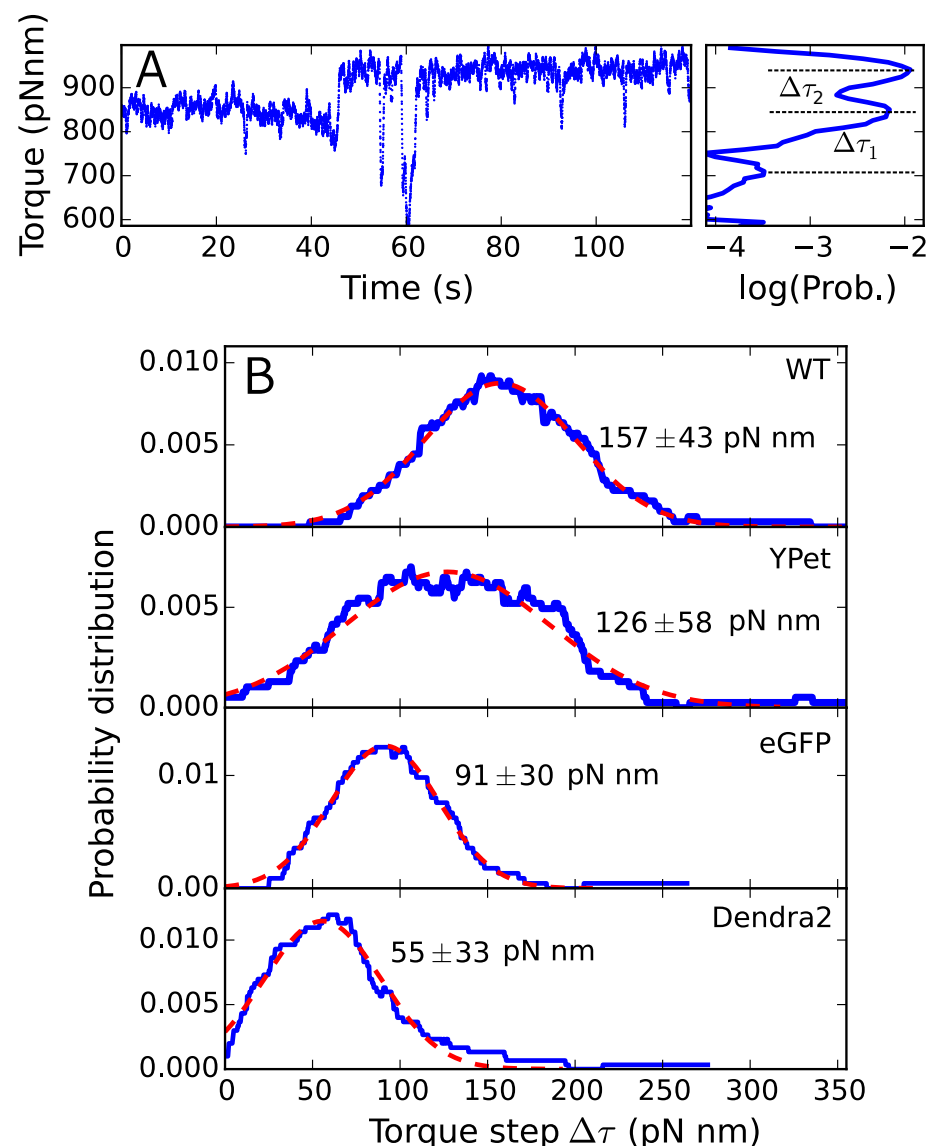 A
Torque (pNnm)
900
800
700
600
0 20 40 60 80 100
Time (s)
Δτ2
Δτ1
−4 −3 −2
log(Prob.)
B
Probability distribution
0.010
0.005
0.000
WT
157±43 pN nm
0.005
0.000
YPet
126±58 pN nm
0.01
0.00
eGFP
91±30 pN nm
0.010
0.005
0.000
Dendra2
55±33 pN nm
0 50 100 150 200 250 300 350
Torque step Δτ (pN nm)